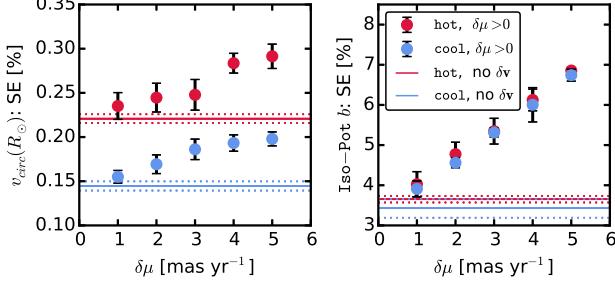 v_circ(R_⊙): SE [%]
0.35
0.30
0.25
0.20
0.15
0.10
0 1 2 3 4 5 6
δμ [mas yr⁻¹]
Iso−Pot b: SE [%]
8
7
6
5
4
3
hot, δμ>0
cool, δμ>0
hot, no δv
cool, no δv
0 1 2 3 4 5 6
δμ [mas yr⁻¹]